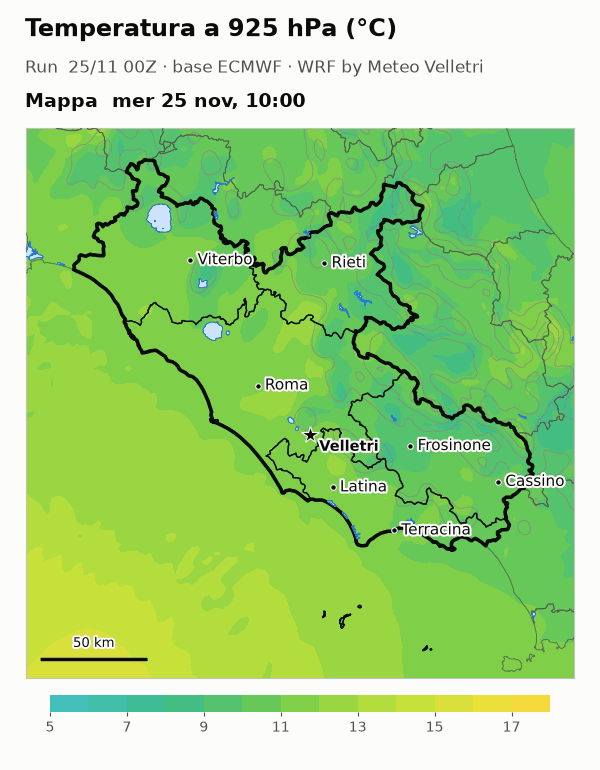 Temperatura a 925 hPa (°C)
Run  25/11 00Z · base ECMWF · WRF by Meteo Velletri
Mappa  mer 25 nov, 10:00
Viterbo
Rieti
Roma
Velletri
Frosinone
Latina
Cassino
Terracina
50 km
5 7 9 11 13 15 17